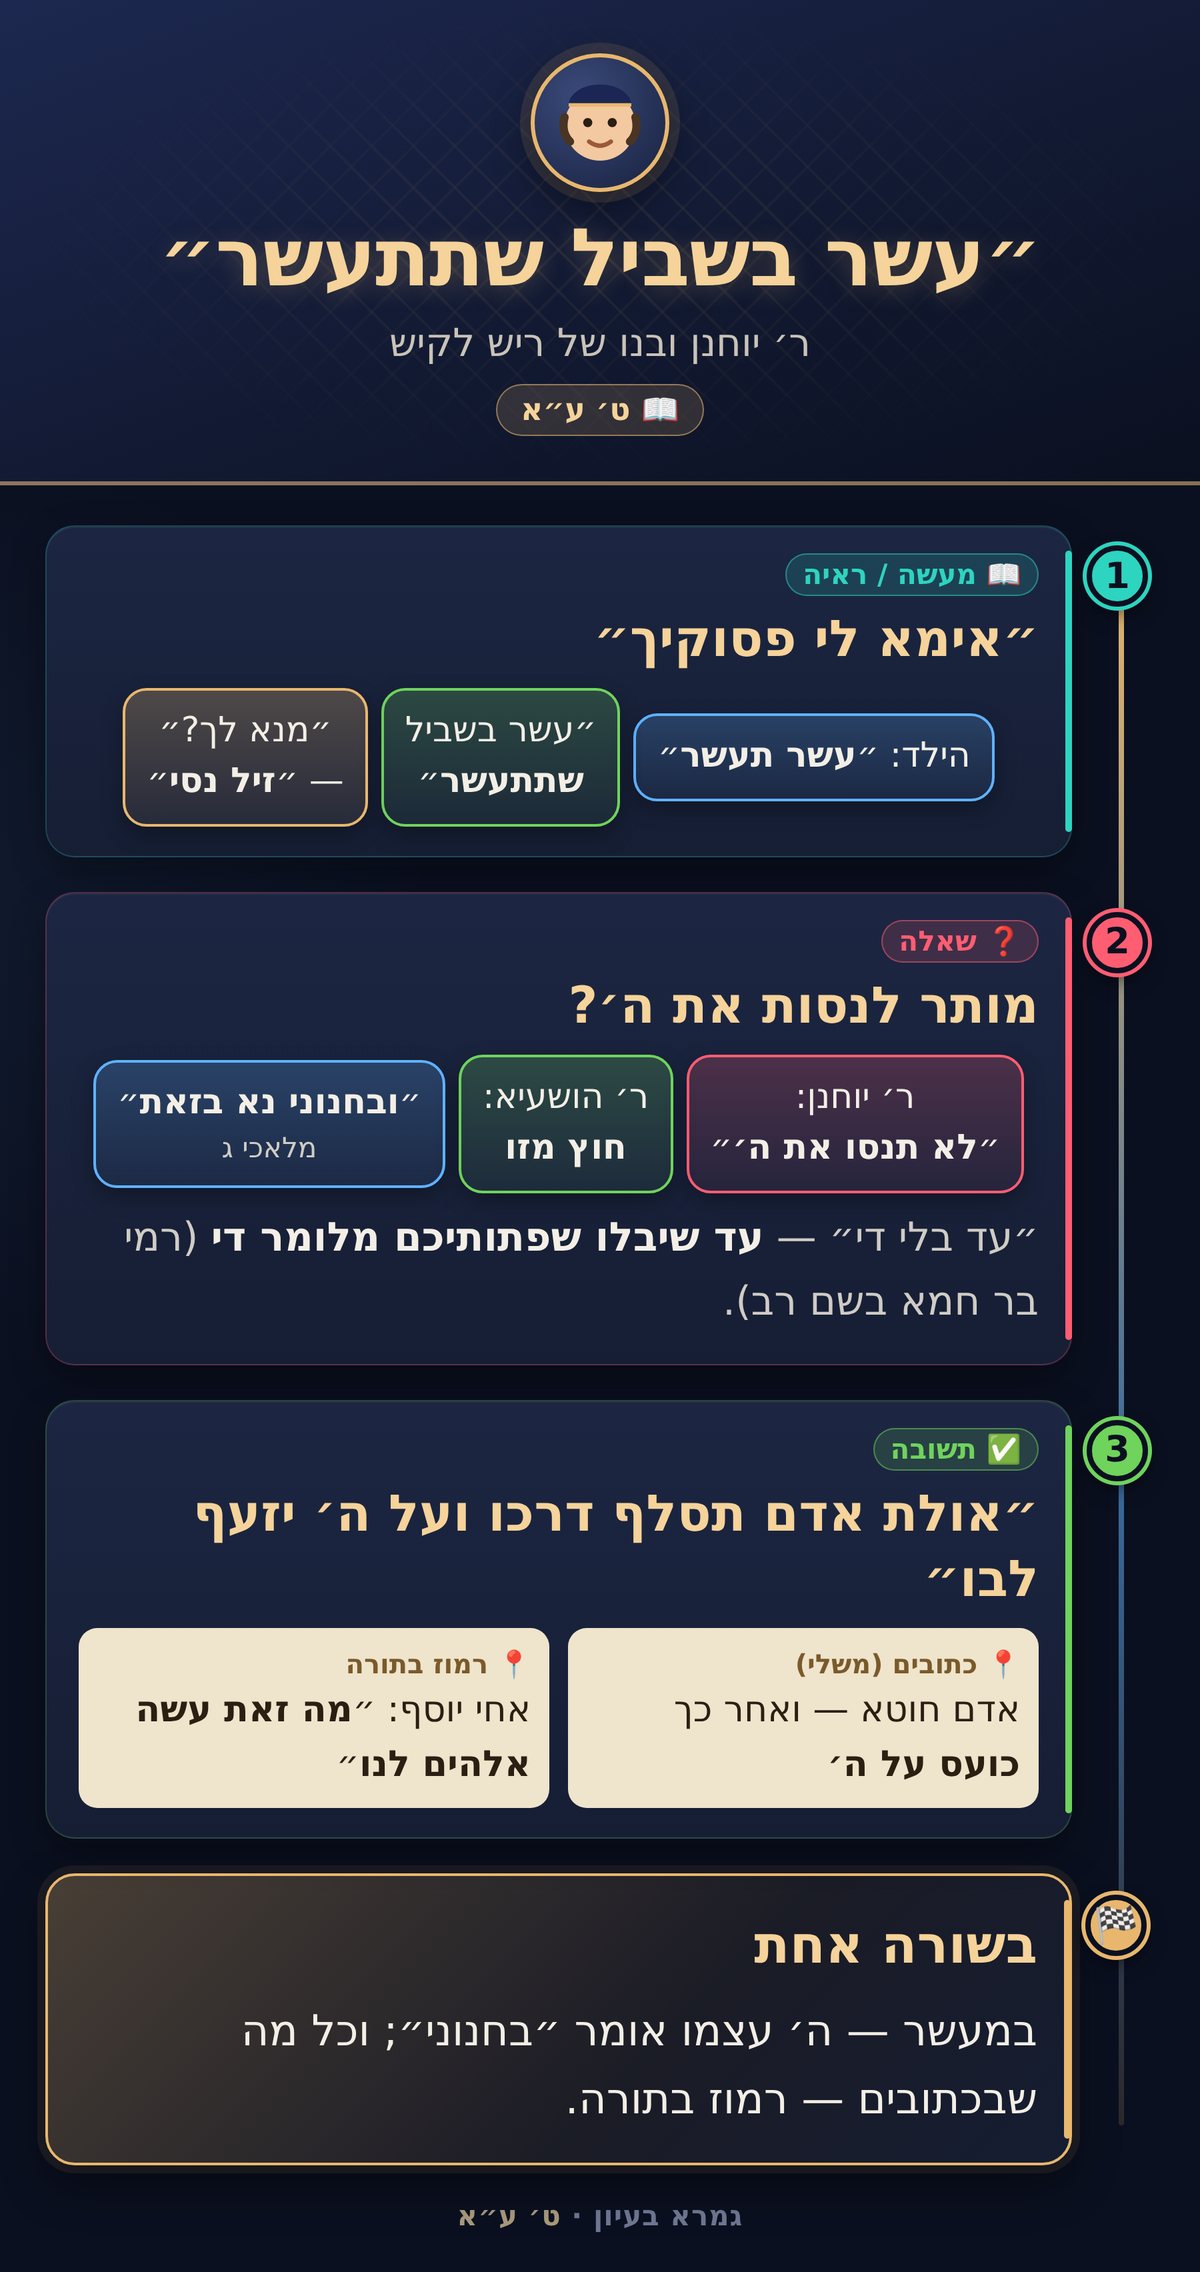 ״עשר בשביל שתתעשר״
ר׳ יוחנן ובנו של ריש לקיש
📖 ט׳ ע״א
1
📖 מעשה / ראיה
״אימא לי פסוקיך״
הילד: ״עשר תעשר״
״עשר בשביל
שתתעשר״
״מנא לך?״
— ״זיל נסי״
2
❓ שאלה
מותר לנסות את ה׳?
ר׳ יוחנן:
״לא תנסו את ה׳״
ר׳ הושעיא:
חוץ מזו
״ובחנוני נא בזאת״
מלאכי ג
״עד בלי די״ — עד שיבלו שפתותיכם מלומר די (רמי
בר חמא בשם רב).
3
✅ תשובה
״אולת אדם תסלף דרכו ועל ה׳ יזעף
לבו״
📍 כתובים (משלי)
אדם חוטא — ואחר כך
כועס על ה׳
📍 רמוז בתורה
אחי יוסף: ״מה זאת עשה
אלהים לנו״
🏁
בשורה אחת
במעשר — ה׳ עצמו אומר ״בחנוני״; וכל מה
שבכתובים — רמוז בתורה.
גמרא בעיון · ט׳ ע״א